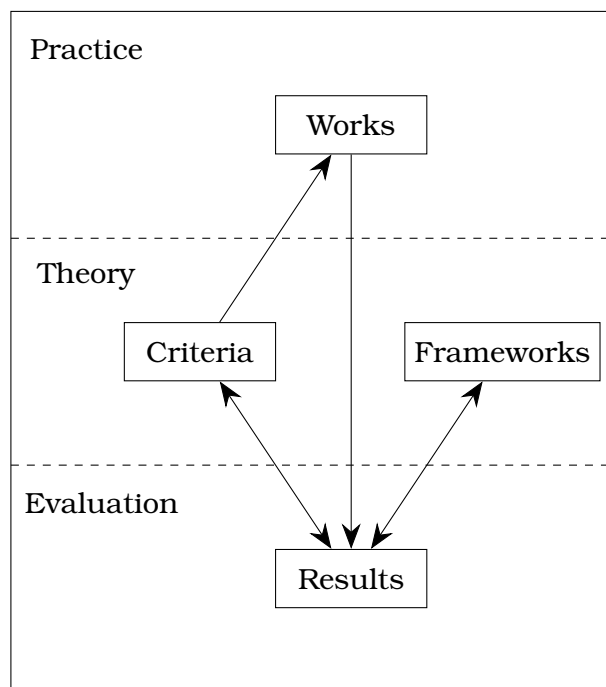 Practice
Works
Theory
Criteria
Frameworks
Evaluation
Results